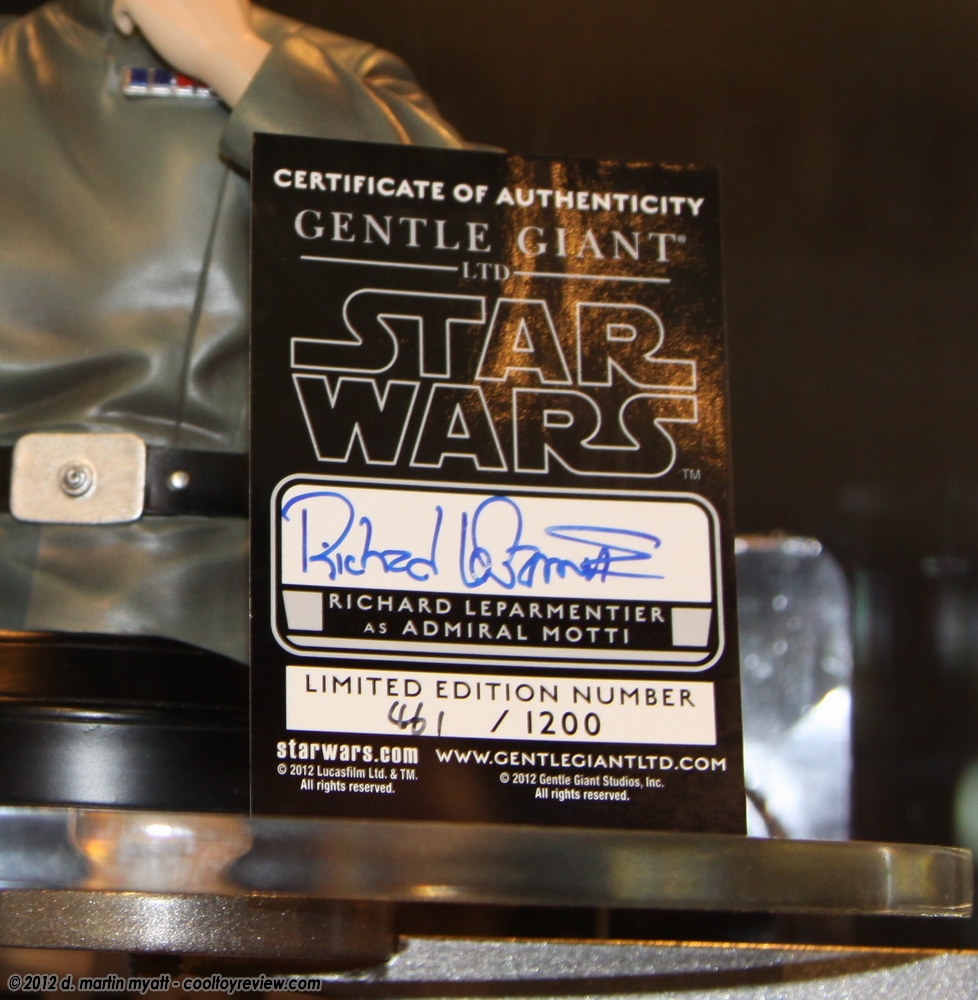 CERTIFICATE OF AUTHENTICITY
GENTLE GIANT®
LTD
STAR
WARS
TM
Richard LeParmentier
RICHARD LEPARMENTIER
AS ADMIRAL MOTTI
LIMITED EDITION NUMBER
461 / 1200
starwars.com WWW.GENTLEGIANTLTD.COM
© 2012 Lucasfilm Ltd. & TM. © 2012 Gentle Giant Studios, Inc.
All rights reserved. All rights reserved.
©2012 d. martin myatt - cooltoyreview.com